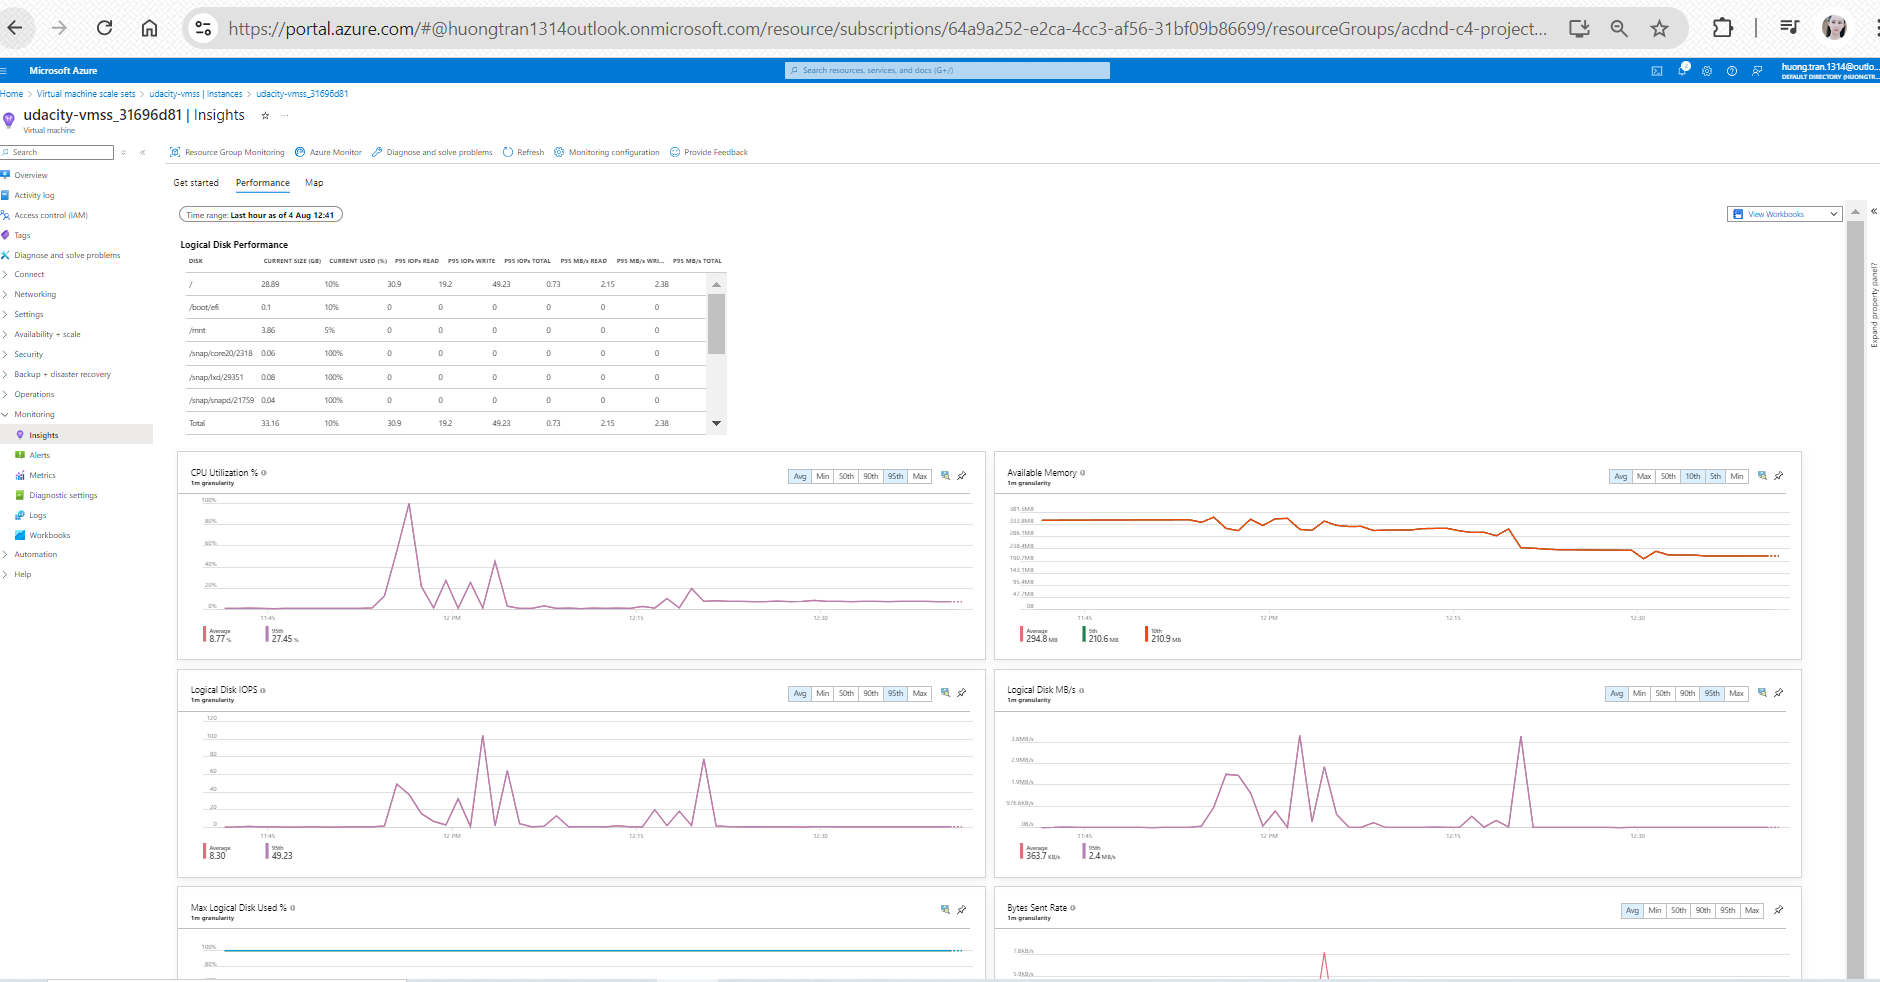 https://portal.azure.com/#@huongtran1314outlook.onmicrosoft.com/resource/subscriptions/64a9a252-e2ca-4cc3-af56-31bf09b86699/resourceGroups/acdnd-c4-project...
Microsoft Azure
Search resources, services, and docs (G+/)
huong.tran.1314@outlo...
DEFAULT DIRECTORY (HUONGTR...
Home > Virtual machine scale sets > udacity-vmss | Instances > udacity-vmss_31696d81
udacity-vmss_31696d81 | Insights
Virtual machine
Search
Resource Group Monitoring Azure Monitor Diagnose and solve problems Refresh Monitoring configuration Provide Feedback
Overview
Activity log
Access control (IAM)
Tags
Diagnose and solve problems
Connect
Networking
Settings
Availability + scale
Security
Backup + disaster recovery
Operations
Monitoring
Insights
Alerts
Metrics
Diagnostic settings
Logs
Workbooks
Automation
Help
Get started Performance Map
Time range: Last hour as of 4 Aug 12:41
View Workbooks
Expand property panel?
Logical Disk Performance
DISK CURRENT SIZE (GB) CURRENT USED (%) P95 IOPs READ P95 IOPs WRITE P95 IOPs TOTAL P95 MB/s READ P95 MB/s WRI... P95 MB/s TOTAL
/ 28.89 10% 30.9 19.2 49.23 0.73 2.15 2.38
/boot/efi 0.1 10% 0 0 0 0 0 0
/mnt 3.86 5% 0 0 0 0 0 0
/snap/core20/2318 0.06 100% 0 0 0 0 0 0
/snap/lxd/29351 0.08 100% 0 0 0 0 0 0
/snap/snapd/21759 0.04 100% 0 0 0 0 0 0
Total 33.16 10% 30.9 19.2 49.23 0.73 2.15 2.38
CPU Utilization %
1m granularity
Avg Min 50th 90th 95th Max
100%
80%
60%
40%
20%
0%
11:45 12 PM 12:15 12:30
Average
8.77 %
95th
27.45 %
Available Memory
1m granularity
Avg Max 50th 10th 5th Min
381.5MB
333.8MB
286.1MB
238.4MB
190.7MB
143.1MB
95.4MB
47.7MB
0B
11:45 12 PM 12:15 12:30
Average
294.8 MB
5th
210.6 MB
10th
210.9 MB
Logical Disk IOPS
1m granularity
Avg Min 50th 90th 95th Max
120
100
80
60
40
20
0
11:45 12 PM 12:15 12:30
Average
8.30
95th
49.23
Logical Disk MB/s
1m granularity
Avg Min 50th 90th 95th Max
3.8MB/s
2.9MB/s
1.9MB/s
976.6KB/s
0B/s
11:45 12 PM 12:15 12:30
Average
363.7 KB/s
95th
2.4 MB/s
Max Logical Disk Used %
1m granularity
100%
80%
Bytes Sent Rate
1m granularity
Avg Min 50th 90th 95th Max
7.8KB/s
5.9KB/s